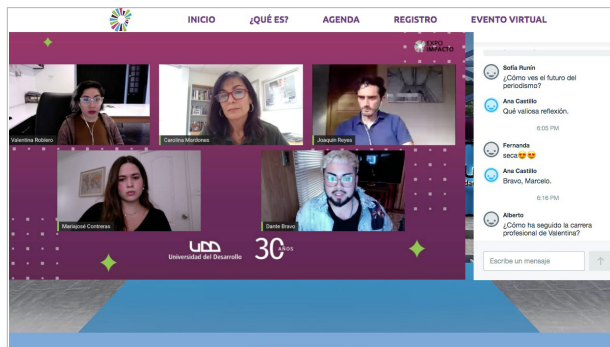 INICIO
¿QUÉ ES?
AGENDA
REGISTRO
EVENTO VIRTUAL
EXPO
IMPACTO
Valentina Roblero
Carolina Mardones
Joaquín Reyes
Mariajosé Contreras
Dante Bravo
UDD
Universidad del Desarrollo
30 AÑOS
Sofía Runín
¿Cómo ves el futuro del
periodismo?
Ana Castillo
Qué valiosa reflexión.
6:05 PM
Fernanda
seca😍😍
Ana Castillo
Bravo, Marcelo.
6:18 PM
Alberto
¿Cómo ha seguido la carrera
profesional de Valentina?
Escribe un mensaje